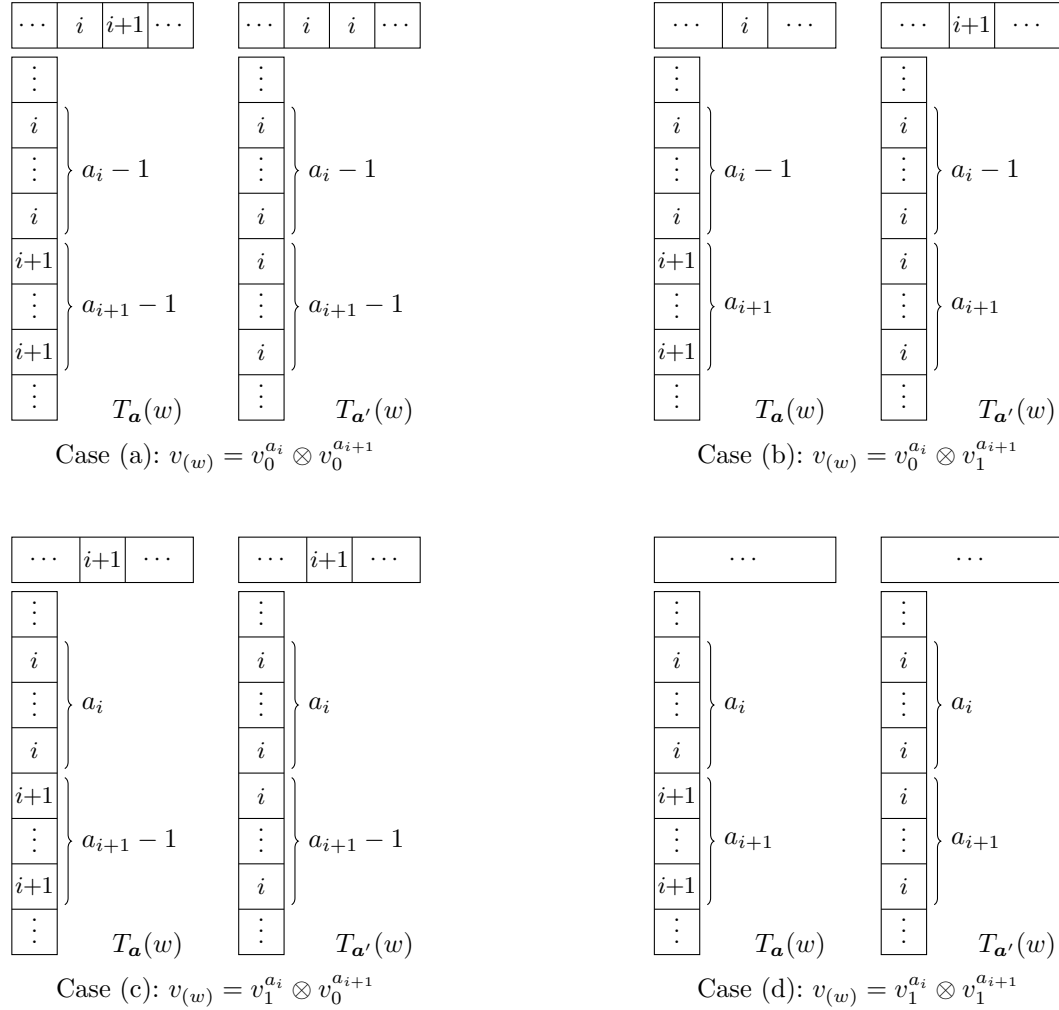 ⋯ i i+1 ⋯ ⋯ i i ⋯
⋮ ⋮
i i
⋮ a_i − 1 ⋮ a_i − 1
i i
i+1 i
⋮ a_{i+1} − 1 ⋮ a_{i+1} − 1
i+1 i
⋮ T_𝒂(w) ⋮ T_𝒂′(w)
Case (a): v_{(w)} = v_0^{a_i} ⊗ v_0^{a_{i+1}}
⋯ i ⋯ ⋯ i+1 ⋯
⋮ ⋮
i i
⋮ a_i − 1 ⋮ a_i − 1
i i
i+1 i
⋮ a_{i+1} ⋮ a_{i+1}
i+1 i
⋮ T_𝒂(w) ⋮ T_𝒂′(w)
Case (b): v_{(w)} = v_0^{a_i} ⊗ v_1^{a_{i+1}}
⋯ i+1 ⋯ ⋯ i+1 ⋯
⋮ ⋮
i i
⋮ a_i ⋮ a_i
i i
i+1 i
⋮ a_{i+1} − 1 ⋮ a_{i+1} − 1
i+1 i
⋮ T_𝒂(w) ⋮ T_𝒂′(w)
Case (c): v_{(w)} = v_1^{a_i} ⊗ v_0^{a_{i+1}}
⋯ ⋯
⋮ ⋮
i i
⋮ a_i ⋮ a_i
i i
i+1 i
⋮ a_{i+1} ⋮ a_{i+1}
i+1 i
⋮ T_𝒂(w) ⋮ T_𝒂′(w)
Case (d): v_{(w)} = v_1^{a_i} ⊗ v_1^{a_{i+1}}